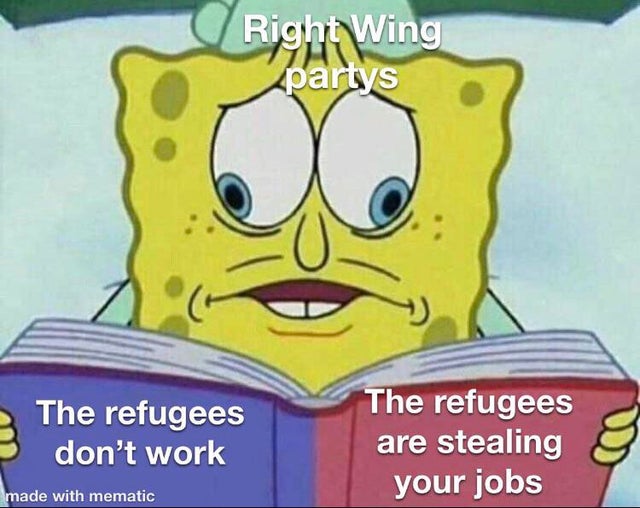 Right Wing
partys
The refugees
don't work
The refugees
are stealing
your jobs
made with mematic